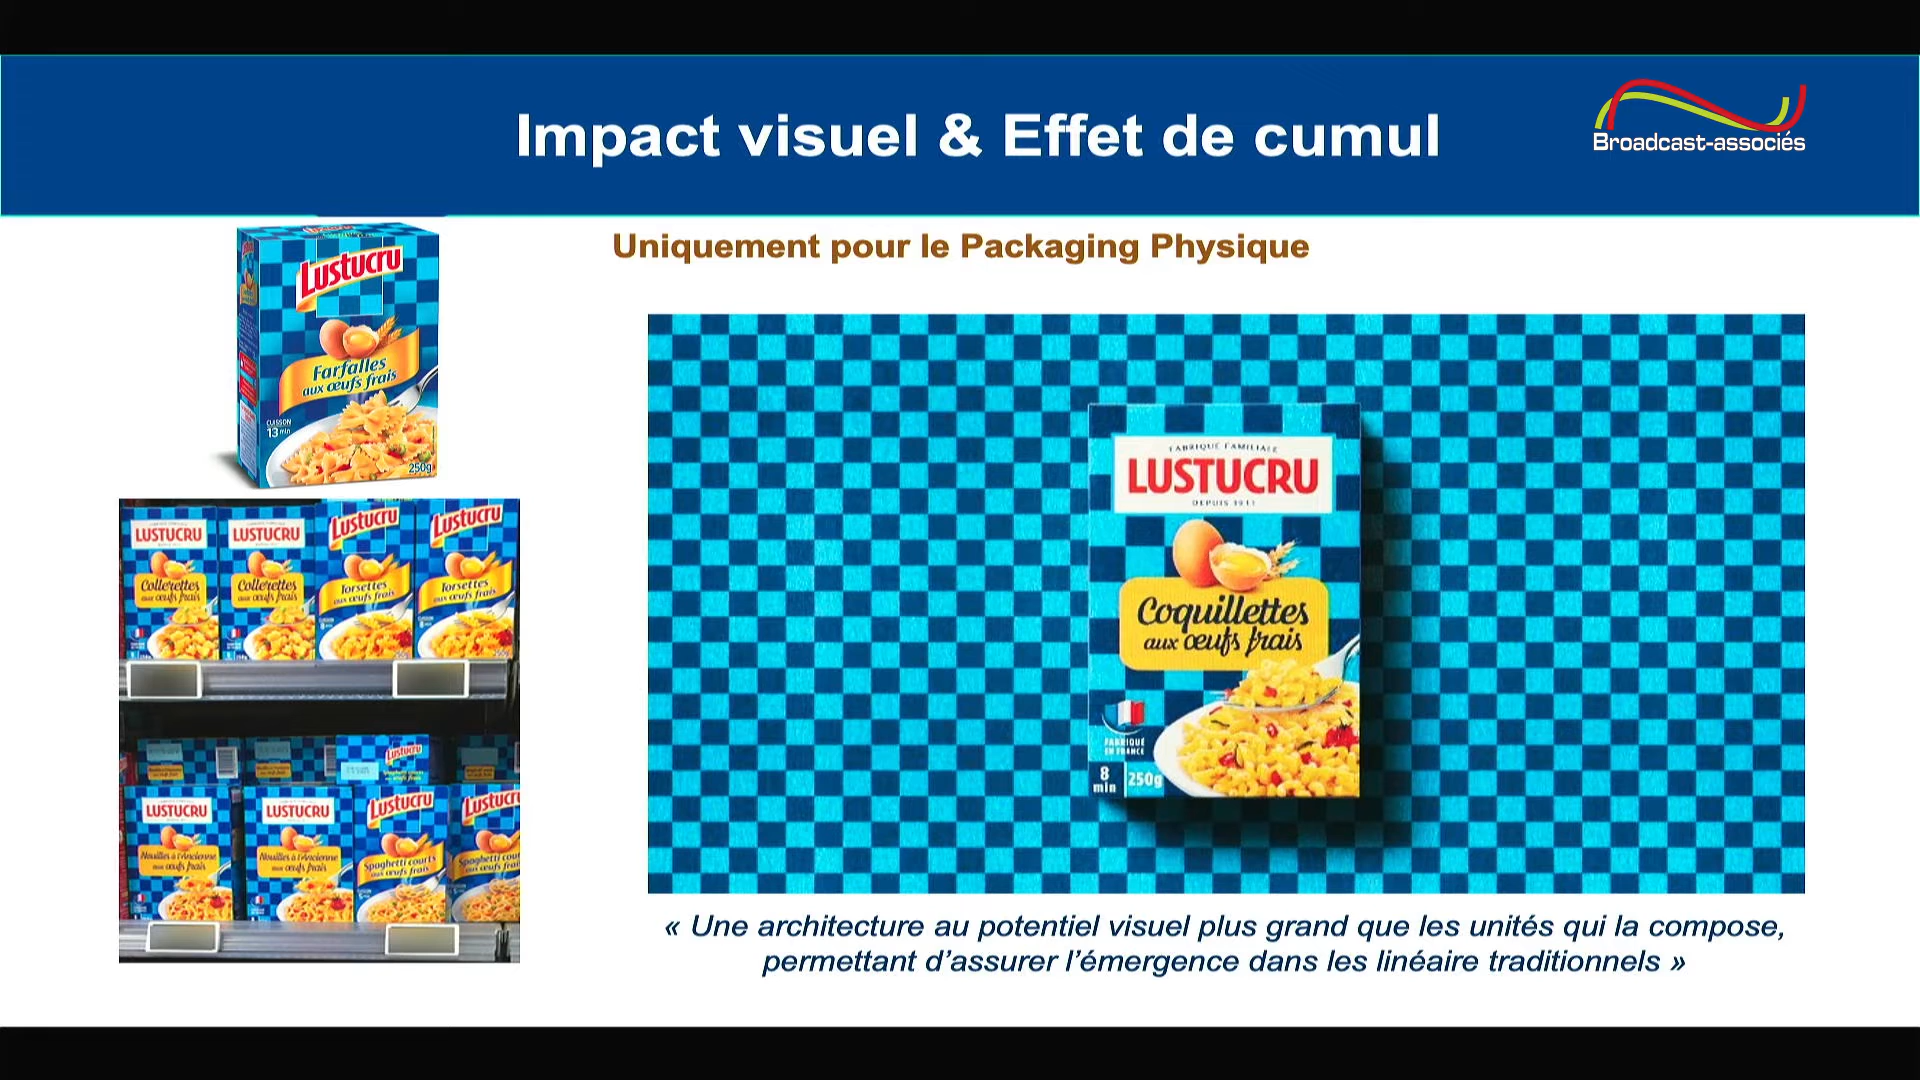 Impact visuel & Effet de cumul
Broadcast-associés
Uniquement pour le Packaging Physique
Lustucru
Farfalles
aux œufs frais
CUISSON
13 min
250g
LUSTUCRU
LUSTUCRU
Lustucru
Lustucru
Collerettes
aux œufs frais
Collerettes
aux œufs frais
Torsettes
aux œufs frais
Torsettes
aux œufs frais
Lustucru
LUSTUCRU
LUSTUCRU
Lustucru
Lustucru
Nouilles à l'Ancienne
aux œufs frais
Nouilles à l'Ancienne
aux œufs frais
Spaghetti courts
aux œufs frais
Spaghetti cou
aux œufs frai
FABRIQUE FAMILIALE
LUSTUCRU
DEPUIS 1911
Coquillettes
aux œufs frais
FABRIQUÉ
EN FRANCE
8
min
250g
« Une architecture au potentiel visuel plus grand que les unités qui la compose,
permettant d’assurer l’émergence dans les linéaire traditionnels »